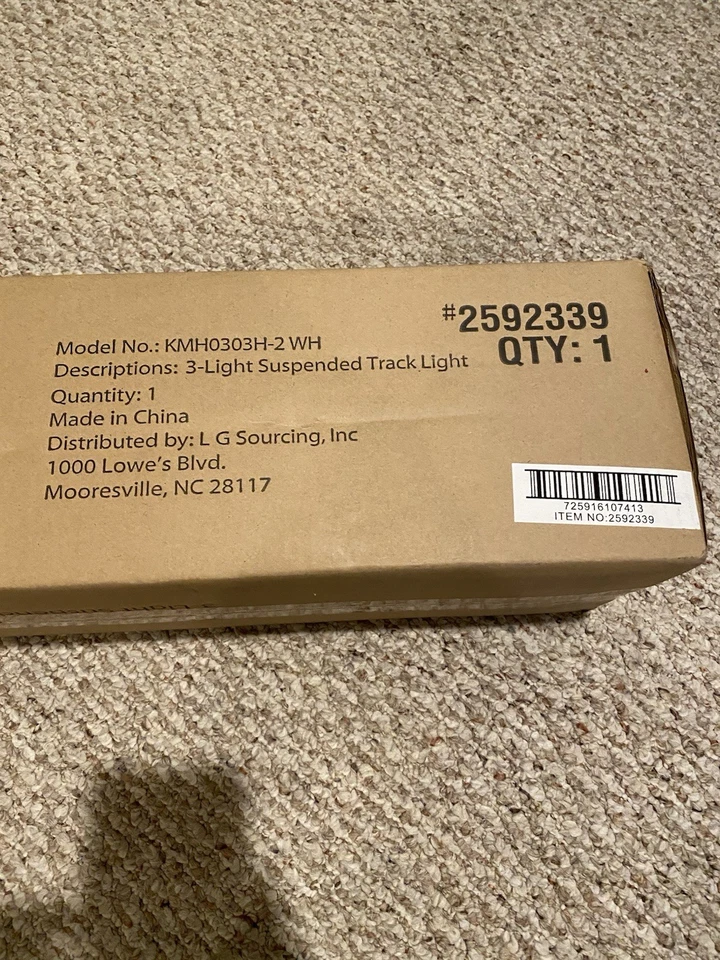 #2592339
QTY: 1
Model No.: KMH0303H-2 WH
Descriptions: 3-Light Suspended Track Light
Quantity: 1
Made in China
Distributed by: L G Sourcing, Inc
1000 Lowe's Blvd.
Mooresville, NC 28117
725916107413
ITEM NO:2592339